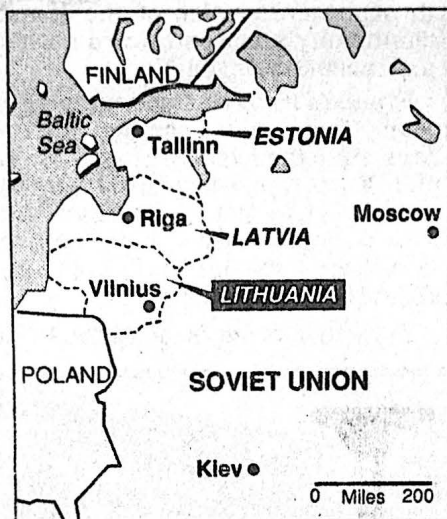 FINLAND
Baltic
Sea
Tallinn
ESTONIA
Riga
LATVIA
Moscow
Vilnius
LITHUANIA
POLAND
SOVIET UNION
Kiev
0 Miles 200